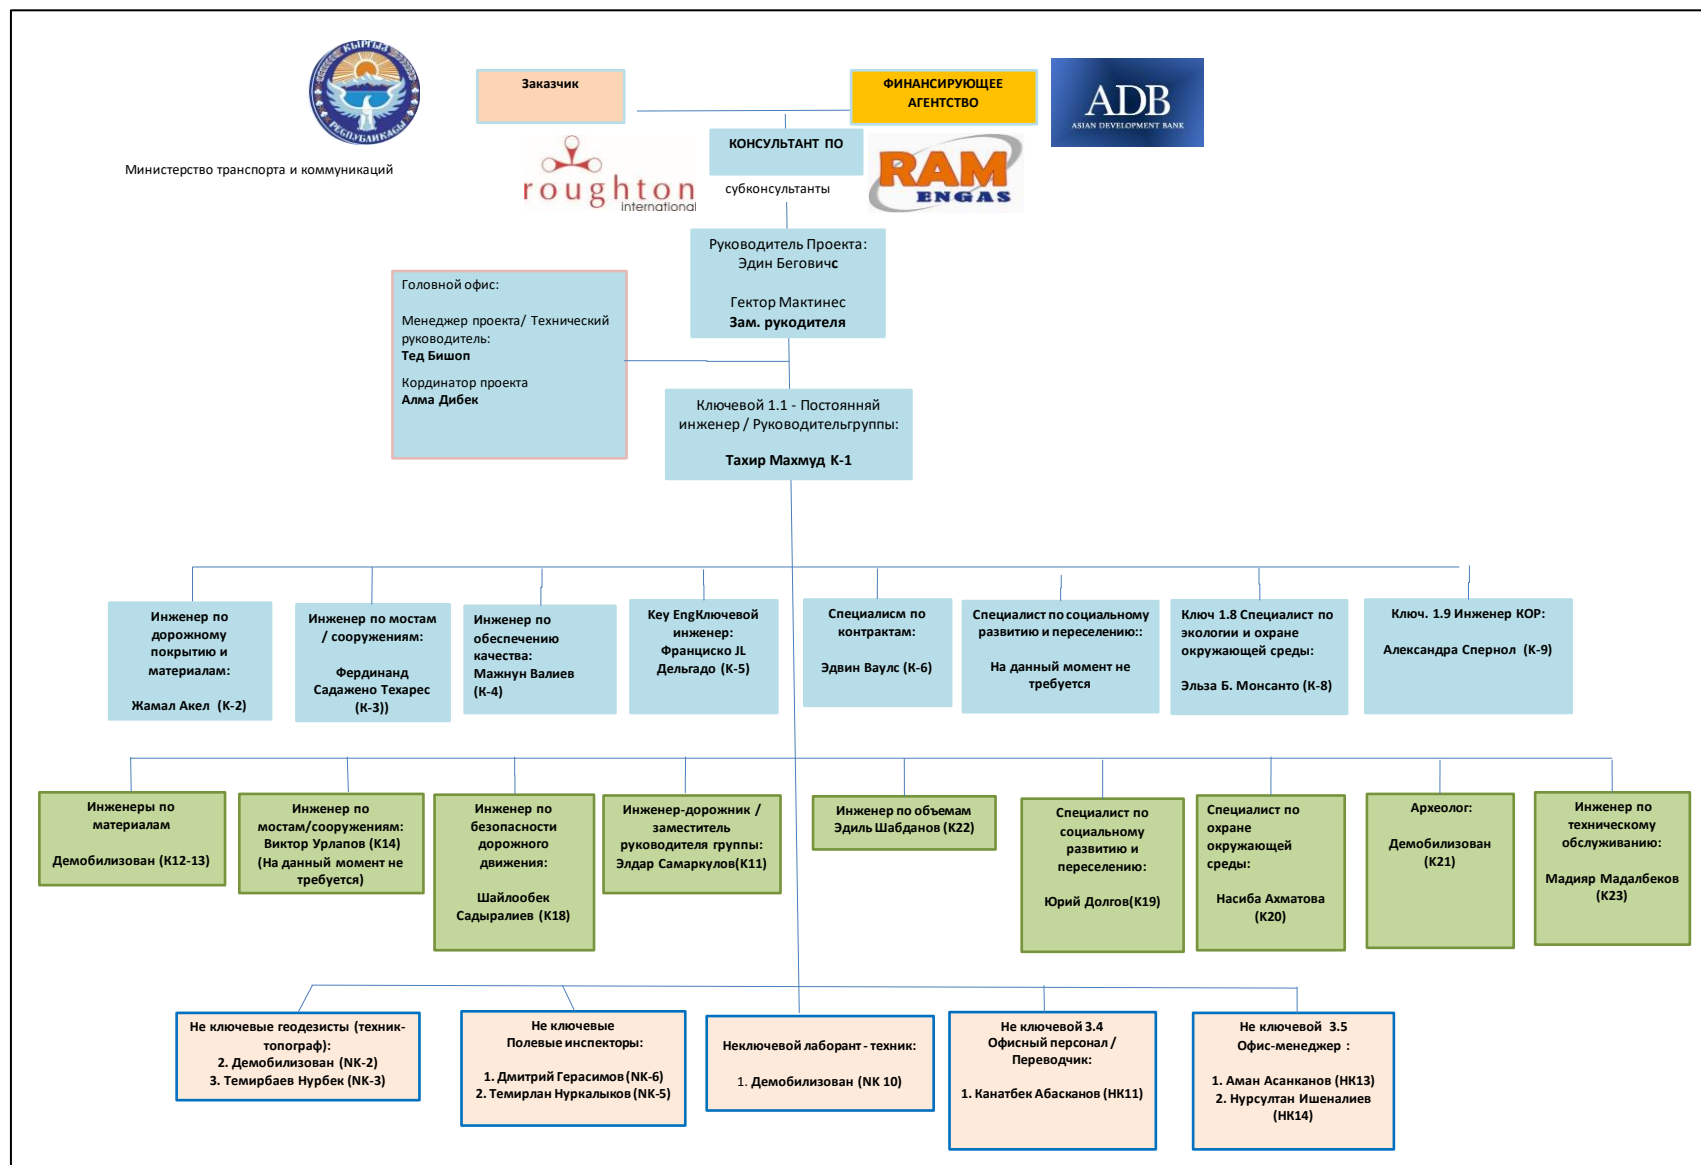 КЫРГЫЗ
РЕСПУБЛИКАСЫ
Министерство транспорта и коммуникаций
Заказчик
ФИНАНСИРУЮЩЕЕ
АГЕНТСТВО
ADB
ASIAN DEVELOPMENT BANK
roughton
international
КОНСУЛЬТАНТ ПО
субконсультанты
RAM
ENGAS
Руководитель Проекта:
Эдин Беговичс
Гектор Мактинес
Зам. рукодителя
Головной офис:
Менеджер проекта/ Технический
руководитель:
Тед Бишоп
Кординатор проекта
Алма Дибек
Ключевой 1.1 - Постоянняй
инженер / Руководительгруппы:
Тахир Махмуд К-1
Инженер по
дорожному
покрытию и
материалам:
Жамал Акел (К-2)
Инженер по мостам
/ сооружениям:
Фердинанд
Садажено Техарес
(К-3))
Инженер по
обеспечению
качества:
Мажнун Валиев
(К-4)
Key EngКлючевой
инженер:
Франциско JL
Дельгадо (К-5)
Специалисм по
контрактам:
Эдвин Ваулс (К-6)
Специалист по социальному
развитию и переселению::
На данный момент не
требуется
Ключ 1.8 Специалист по
экологии и охране
окружающей среды:
Эльза Б. Монсанто (К-8)
Ключ. 1.9 Инженер КОР:
Александра Спернол (К-9)
Инженеры по
материалам
Демобилизован (К12-13)
Инженер по
мостам/сооружениям:
Виктор Урлапов (К14)
(На данный момент не
требуется)
Инженер по
безопасности
дорожного
движения:
Шайлообек
Садыралиев (К18)
Инженер-дорожник /
заместитель
руководителя группы:
Элдар Самаркулов(К11)
Инженер по объемам
Эдиль Шабданов (К22)
Специалист по
социальному
развитию и
переселению:
Юрий Долгов(К19)
Специалист по
охране
окружающей
среды:
Насиба Ахматова
(К20)
Археолог:
Демобилизован
(К21)
Инженер по
техническому
обслуживанию:
Мадияр Мадалбеков
(К23)
Не ключевые геодезисты (техник-
топограф):
2. Демобилизован (NK-2)
3. Темирбаев Нурбек (NK-3)
Не ключевые
Полевые инспекторы:
1. Дмитрий Герасимов (NK-6)
2. Темирлан Нуркалыков (NK-5)
Неключевой лаборант - техник:
1. Демобилизован (NK 10)
Не ключевой 3.4
Офисный персонал /
Переводчик:
1. Канатбек Абасканов (НК11)
Не ключевой 3.5
Офис-менеджер :
1. Аман Асанканов (НК13)
2. Нурсултан Ишеналиев
(НК14)